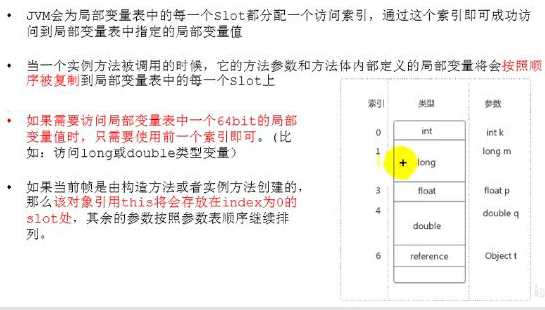 • JVM会为局部变量表中的每一个Slot都分配一个访问索引，通过这个索引即可成功访
问到局部变量表中指定的局部变量值
• 当一个实例方法被调用的时候，它的方法参数和方法体内部定义的局部变量将会按照顺
序被复制到局部变量表中的每一个Slot上
• 如果需要访问局部变量表中一个64bit的局部
变量值时，只需要使用前一个索引即可。（比
如：访问long或double类型变量）
• 如果当前帧是由构造方法或者实例方法创建的，
那么该对象引用this将会存放在index为0的
slot处，其余的参数按照参数表顺序继续排
列。
索引 类型 参数
0 int int k
1 long long m
3 float float p
4 double double q
6 reference Object t